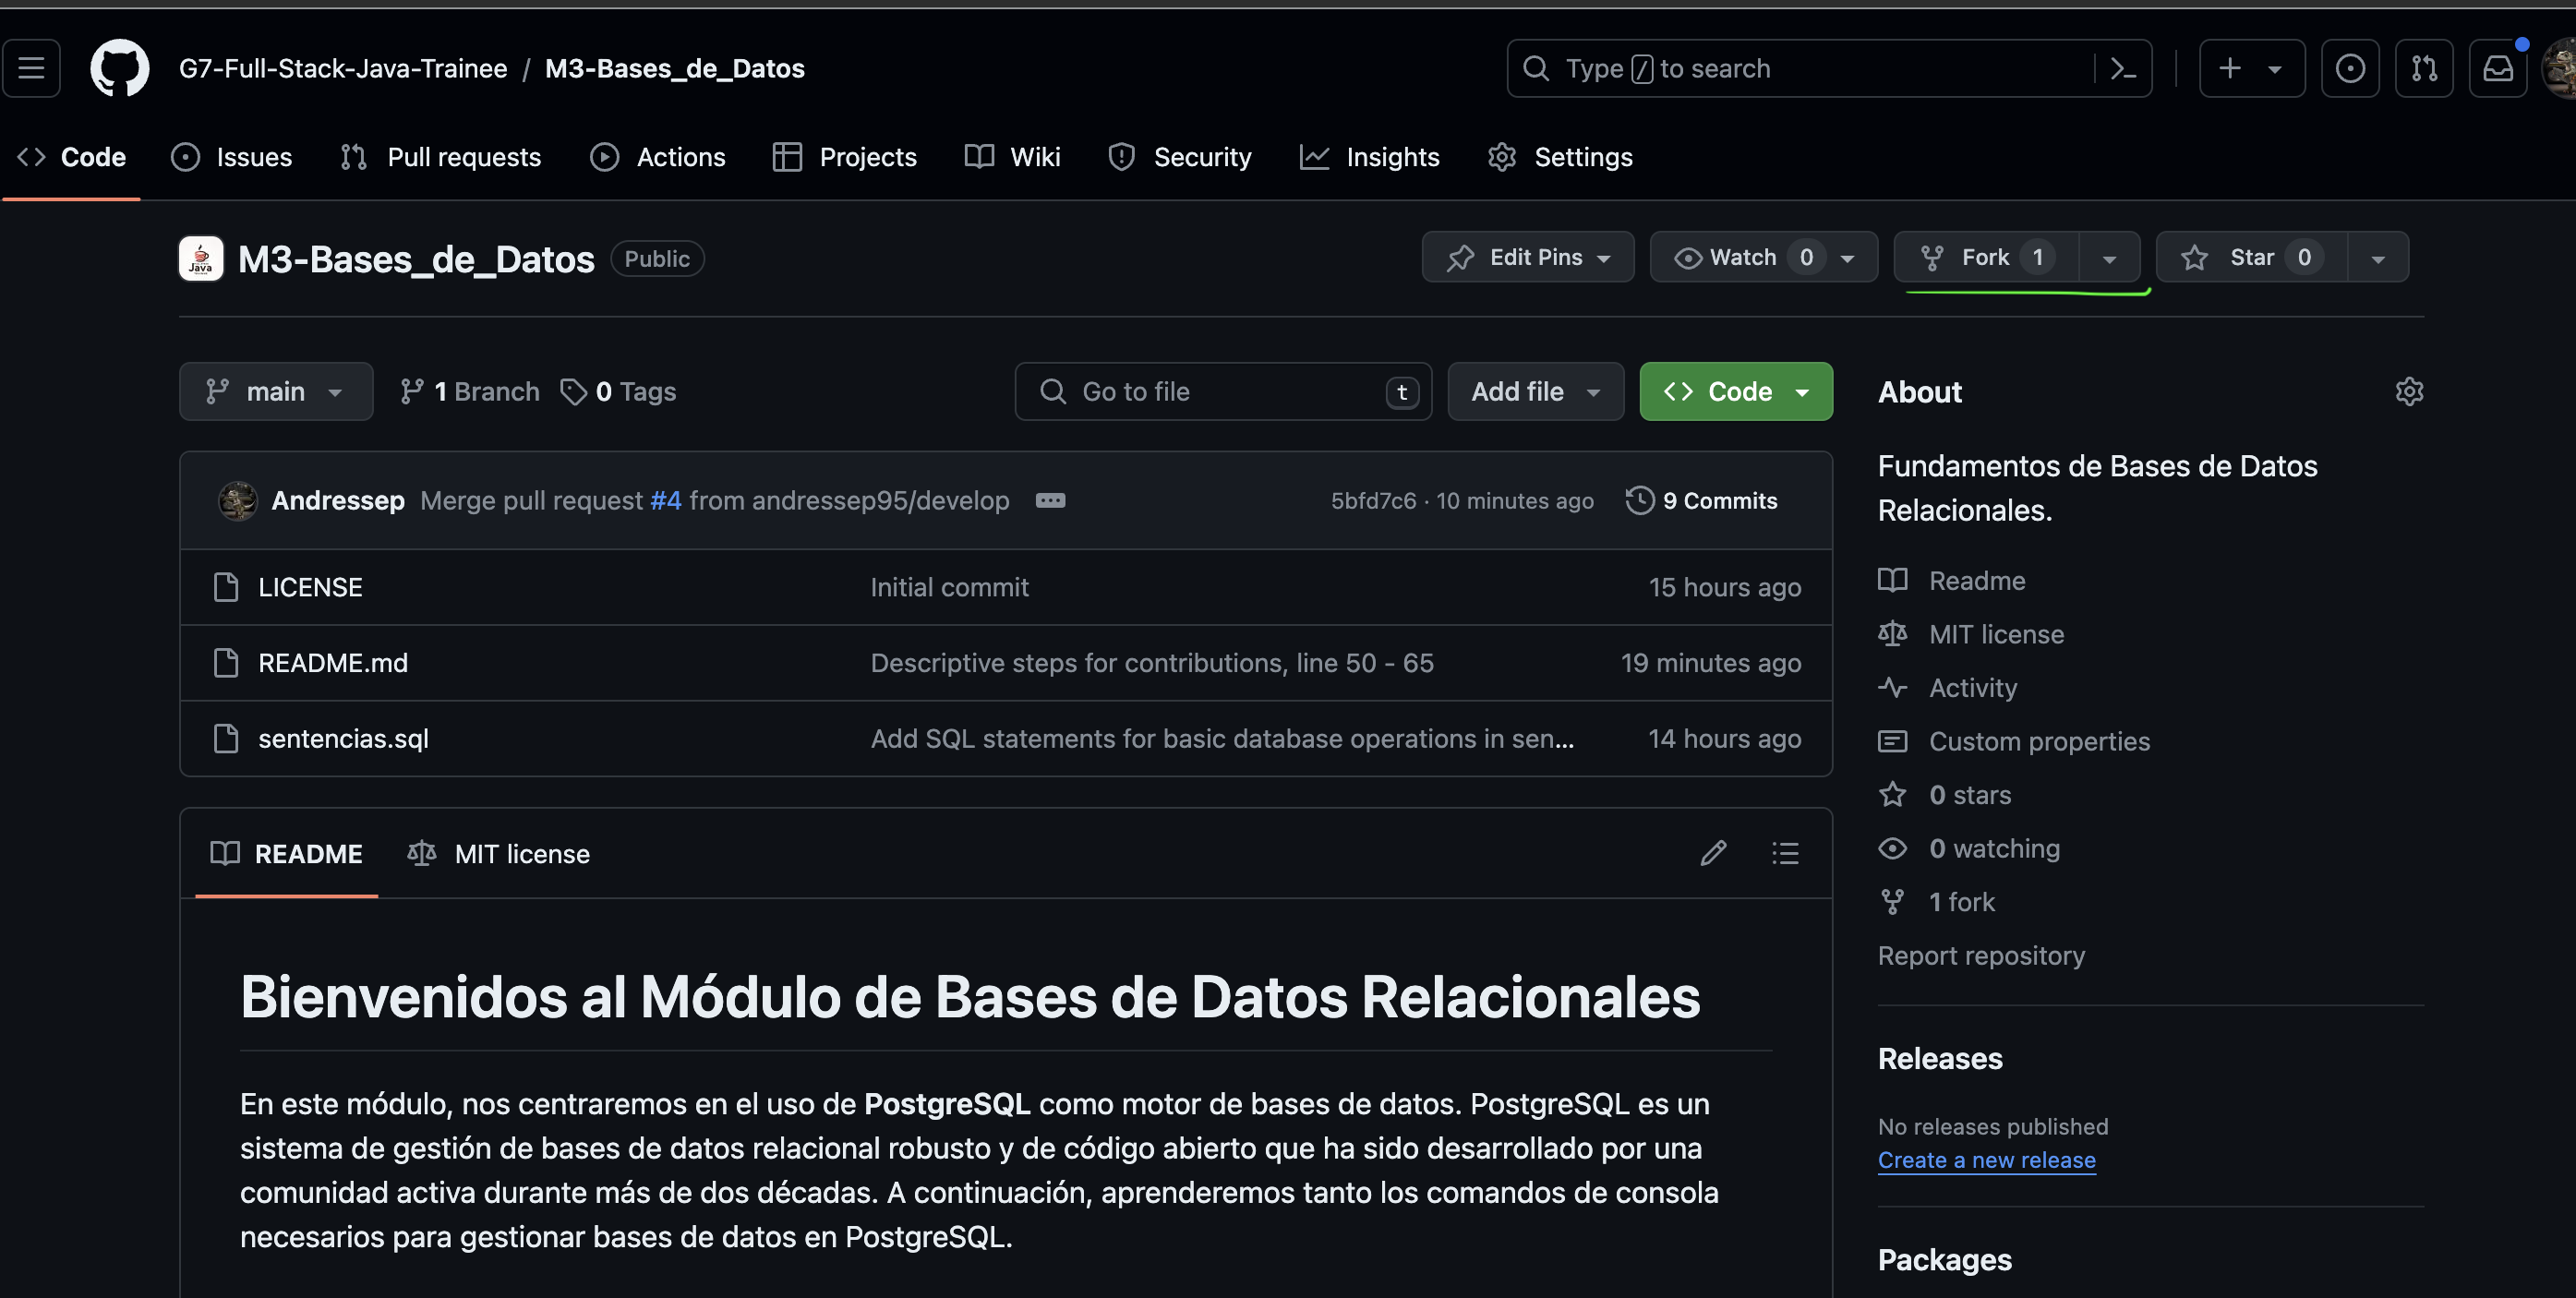 G7-Full-Stack-Java-Trainee / M3-Bases_de_Datos
Type / to search
Code Issues Pull requests Actions Projects Wiki Security Insights Settings
Java M3-Bases_de_Datos Public
Edit Pins Watch 0 Fork 1 Star 0
main 1 Branch 0 Tags
Go to file t Add file Code
Andressep Merge pull request #4 from andressep95/develop 5bfd7c6 · 10 minutes ago 9 Commits
LICENSE Initial commit 15 hours ago
README.md Descriptive steps for contributions, line 50 - 65 19 minutes ago
sentencias.sql Add SQL statements for basic database operations in sen... 14 hours ago
README MIT license
Bienvenidos al Módulo de Bases de Datos Relacionales
En este módulo, nos centraremos en el uso de PostgreSQL como motor de bases de datos. PostgreSQL es un
sistema de gestión de bases de datos relacional robusto y de código abierto que ha sido desarrollado por una
comunidad activa durante más de dos décadas. A continuación, aprenderemos tanto los comandos de consola
necesarios para gestionar bases de datos en PostgreSQL.
About
Fundamentos de Bases de Datos
Relacionales.
Readme
MIT license
Activity
Custom properties
0 stars
0 watching
1 fork
Report repository
Releases
No releases published
Create a new release
Packages